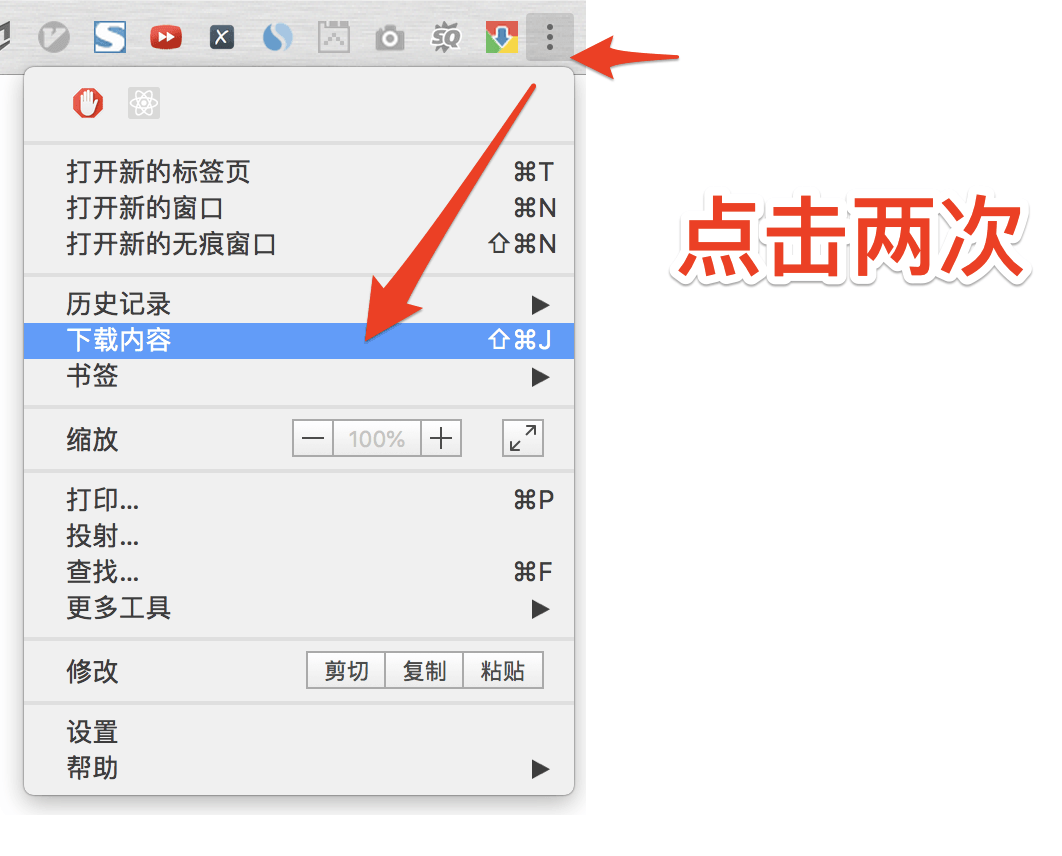 SQ
打开新的标签页 ⌘T
打开新的窗口 ⌘N
打开新的无痕窗口 ⇧⌘N
点击两次
历史记录 ▶
下载内容 ⇧⌘J
书签 ▶
缩放 — 100% +
打印... ⌘P
投射...
查找... ⌘F
更多工具 ▶
修改 剪切 复制 粘贴
设置
帮助 ▶